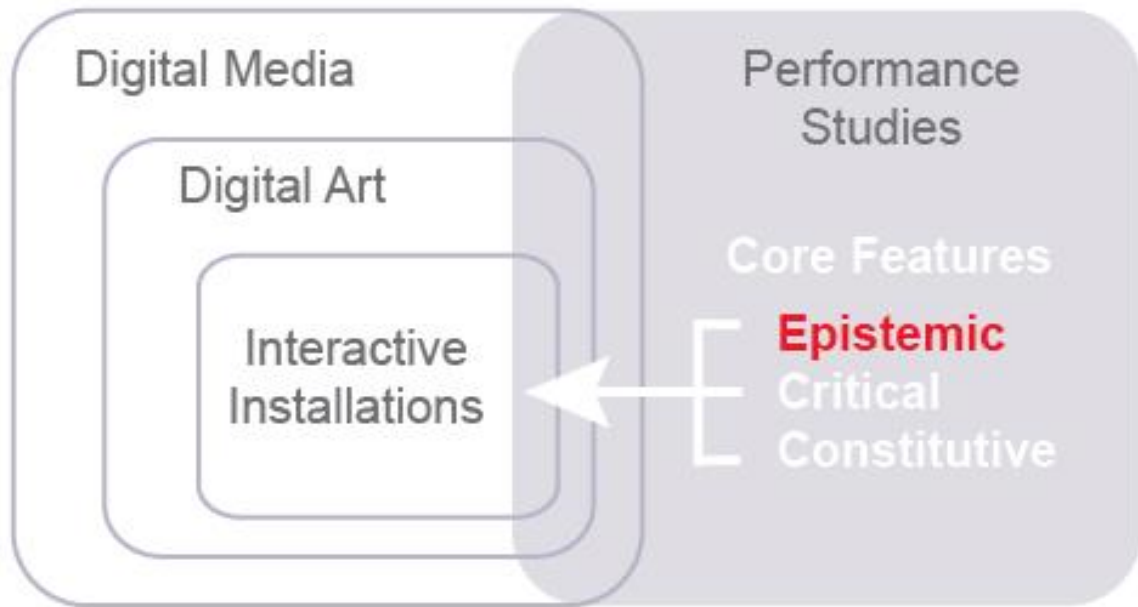 Digital Media
Digital Art
Interactive
Installations
Performance
Studies
Core Features
Epistemic
Critical
Constitutive